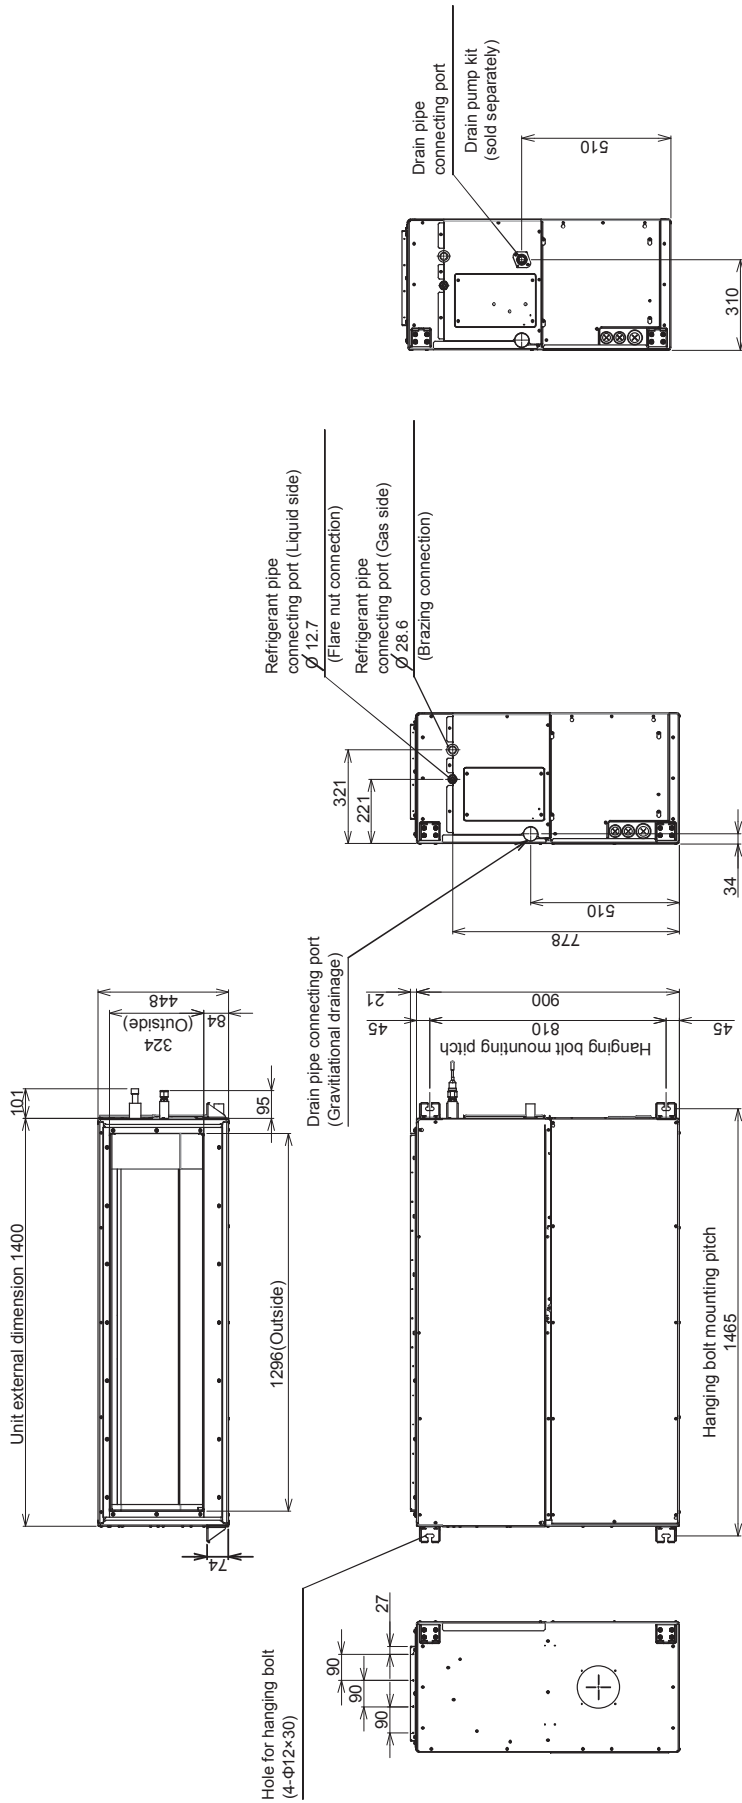 Drain pipe
connecting port
Drain pump kit
(sold separately)
510
310
Refrigerant pipe
connecting port (Liquid side)
Ø 12.7
(Flare nut connection)
Refrigerant pipe
connecting port (Gas side)
Ø 28.6
(Brazing connection)
321
221
34
510
778
Drain pipe connecting port
(Gravitiational drainage)
448
324
(Outside)
84
101
95
Unit external dimension 1400
1296(Outside)
74
21
45
900
810
45
Hanging bolt mounting pitch
Hanging bolt mounting pitch
1465
Hole for hanging bolt
(4-Φ12×30)
27
90
90
90